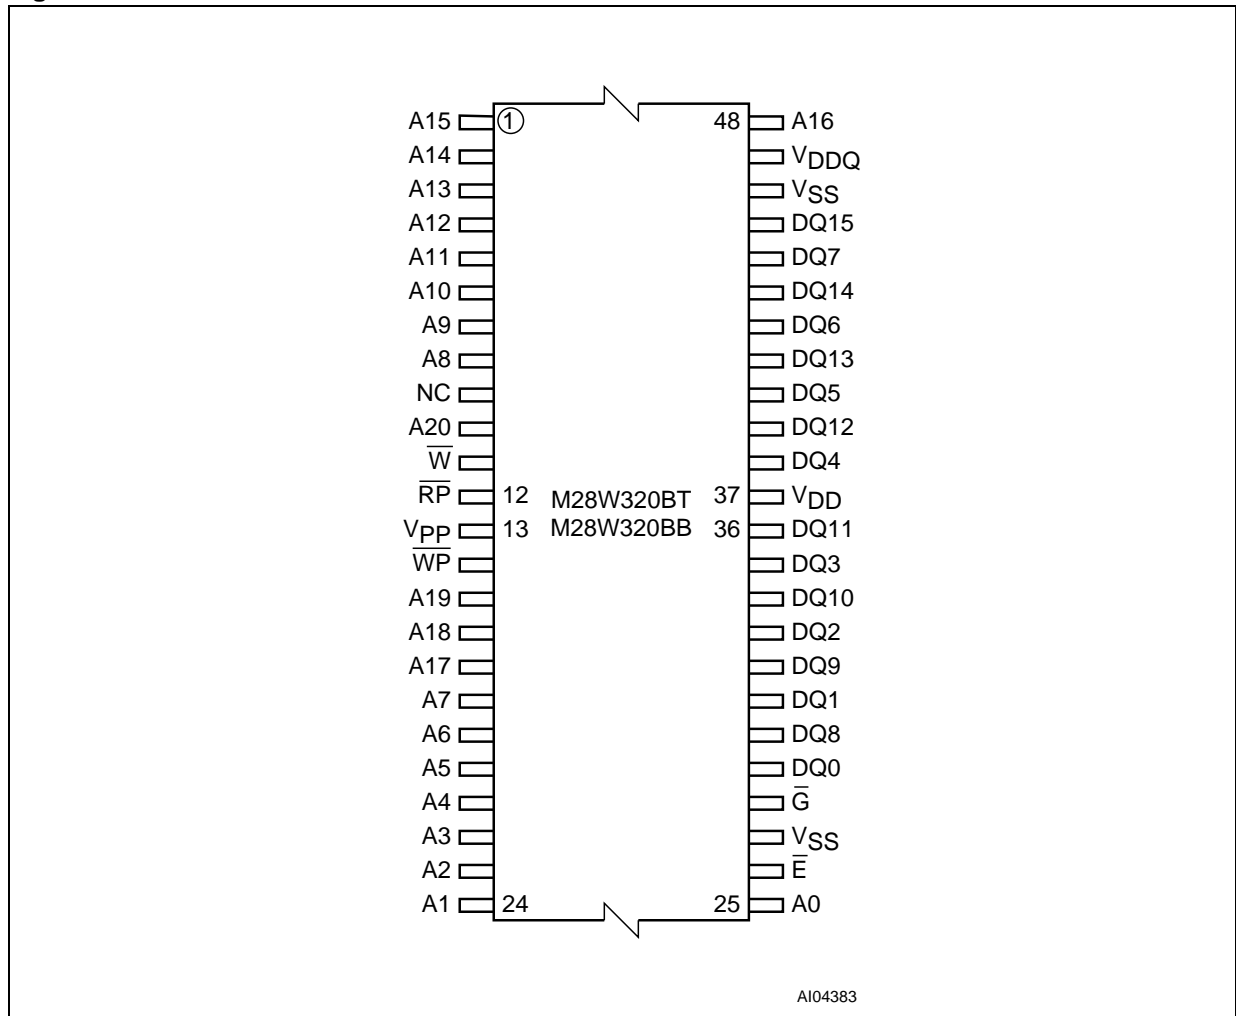 A15 1 48 A16
A14 VDDQ
A13 VSS
A12 DQ15
A11 DQ7
A10 DQ14
A9 DQ6
A8 DQ13
NC DQ5
A20 DQ12
W̅ DQ4
R̅P̅ 12 M28W320BT 37 VDD
VPP 13 M28W320BB 36 DQ11
W̅P̅ DQ3
A19 DQ10
A18 DQ2
A17 DQ9
A7 DQ1
A6 DQ8
A5 DQ0
A4 G̅
A3 VSS
A2 E̅
A1 24 25 A0
AI04383